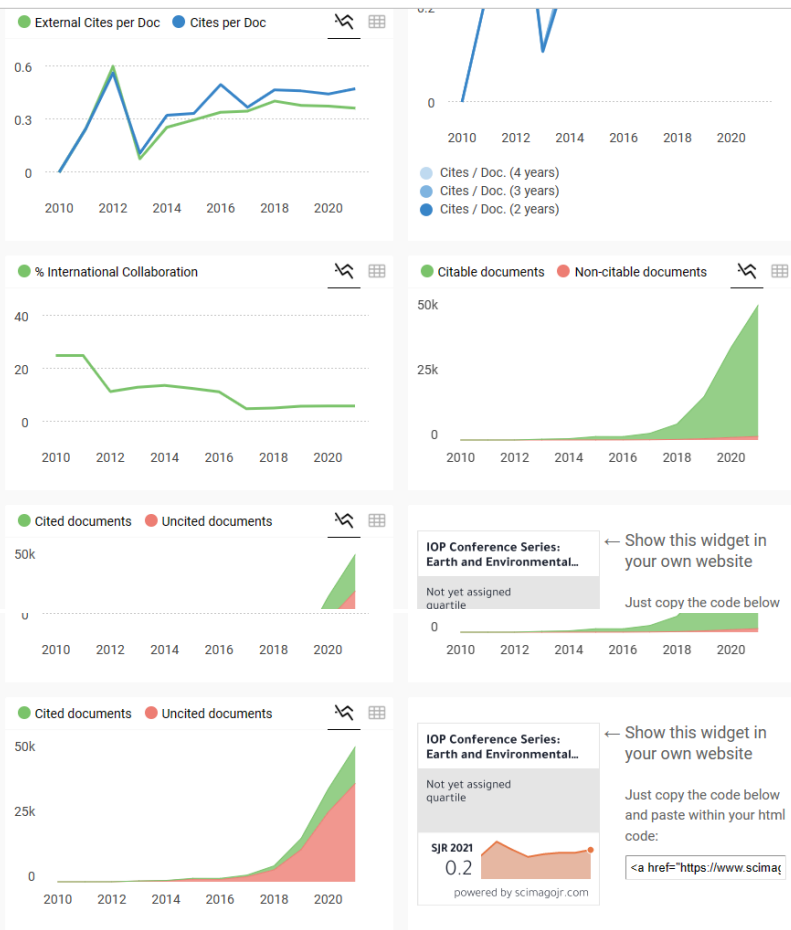 External Cites per Doc Cites per Doc
0.6
0.3
0
2010 2012 2014 2016 2018 2020
0.2
0
2010 2012 2014 2016 2018 2020
Cites / Doc. (4 years)
Cites / Doc. (3 years)
Cites / Doc. (2 years)
% International Collaboration
40
20
0
2010 2012 2014 2016 2018 2020
Citable documents Non-citable documents
50k
25k
0
2010 2012 2014 2016 2018 2020
Cited documents Uncited documents
50k
0
2010 2012 2014 2016 2018 2020
IOP Conference Series:
Earth and Environmental...
Not yet assigned
quartile
← Show this widget in
your own website
Just copy the code below
0
2010 2012 2014 2016 2018 2020
Cited documents Uncited documents
50k
25k
0
2010 2012 2014 2016 2018 2020
IOP Conference Series:
Earth and Environmental...
Not yet assigned
quartile
SJR 2021
0.2
powered by scimagojr.com
← Show this widget in
your own website
Just copy the code below
and paste within your html
code:
<a href="https://www.scimag